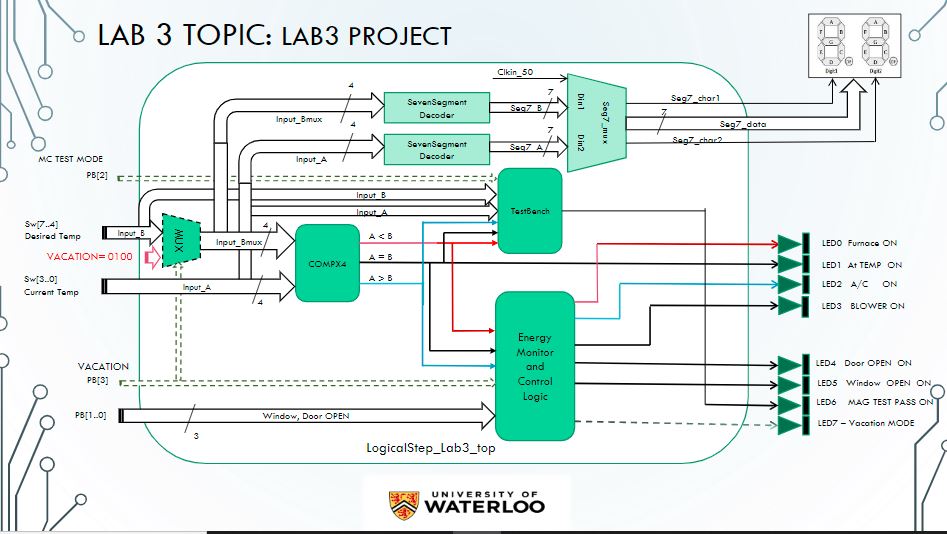 LAB 3 TOPIC: LAB3 PROJECT
A
F
B
G
E
C
D
DP
Digit1
A
F
B
G
E
C
D
DP
Digit2
Clkin_50
4
SevenSegment
Decoder
7
Seg7_B
Din1
Din2
Seg7_mux
Seg7_char1
7
Seg7_data
Seg7_char2
Input_Bmux
4
SevenSegment
Decoder
7
Seg7_A
Input_A
MC TEST MODE
PB[2]
Input_B
Input_A
TestBench
Sw[7..4]
Desired Temp
Input_B
MUX
4
Input_Bmux
VACATION= 0100
Sw[3..0]
Current Temp
Input_A
4
COMPX4
A < B
A = B
A > B
LED0 Furnace ON
LED1 At TEMP ON
LED2 A/C ON
LED3 BLOWER ON
Energy
Monitor
and
Control
Logic
VACATION
PB[3]
LED4 Door OPEN ON
LED5 Window OPEN ON
LED6 MAG TEST PASS ON
LED7 – Vacation MODE
PB[1..0]
Window, Door OPEN
3
LogicalStep_Lab3_top
UNIVERSITY OF
WATERLOO